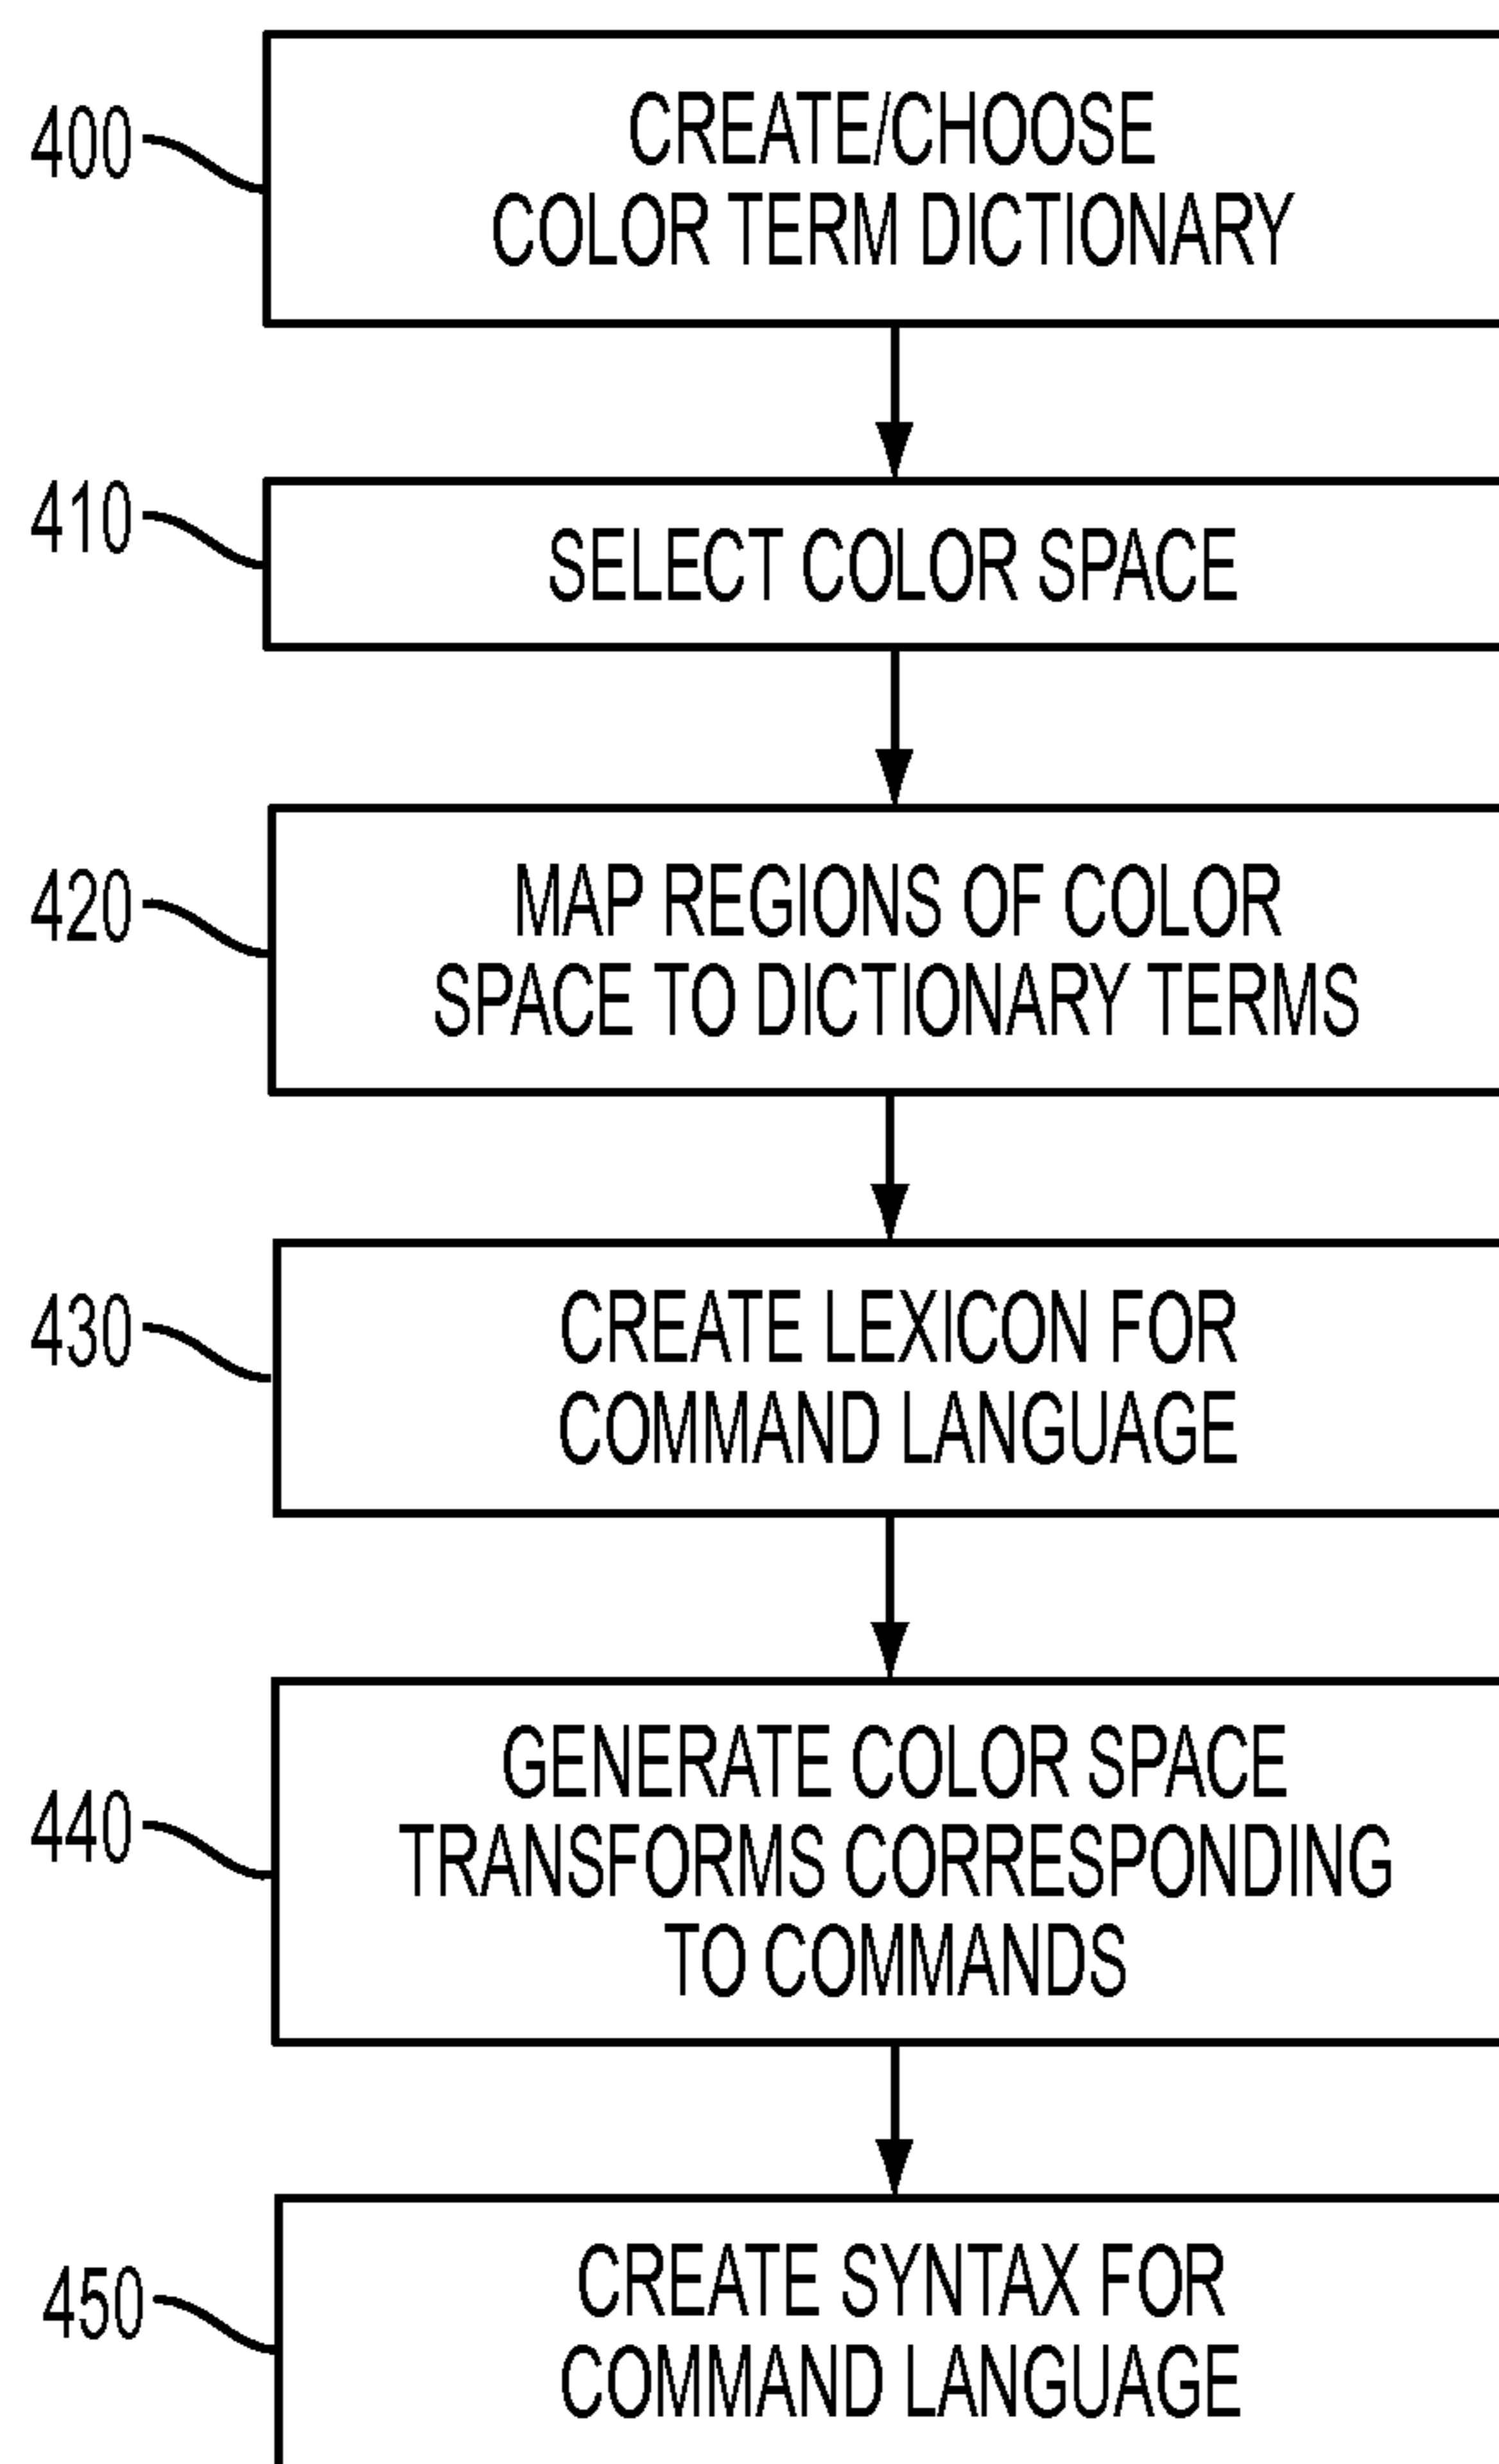 400
CREATE/CHOOSE
COLOR TERM DICTIONARY
410
SELECT COLOR SPACE
420
MAP REGIONS OF COLOR
SPACE TO DICTIONARY TERMS
430
CREATE LEXICON FOR
COMMAND LANGUAGE
440
GENERATE COLOR SPACE
TRANSFORMS CORRESPONDING
TO COMMANDS
450
CREATE SYNTAX FOR
COMMAND LANGUAGE